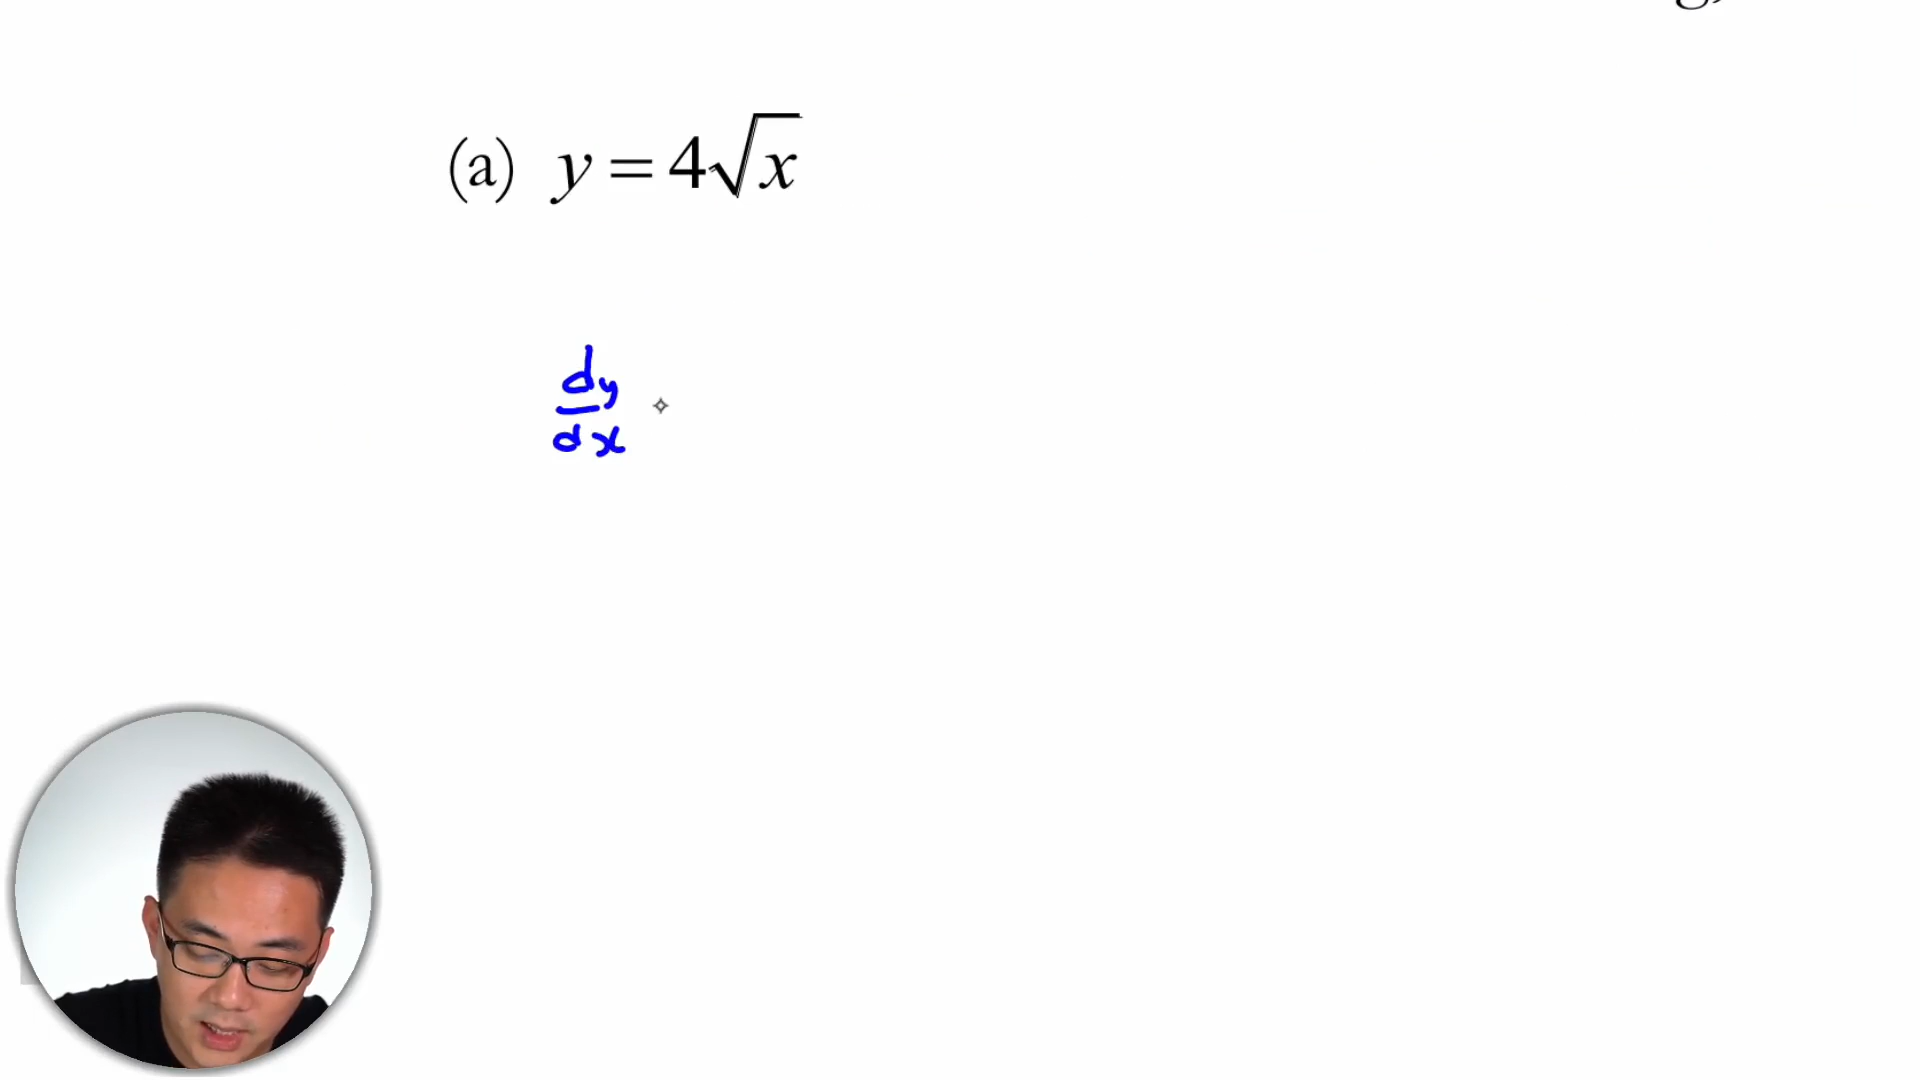 (a) y = 4√x
dy
dx